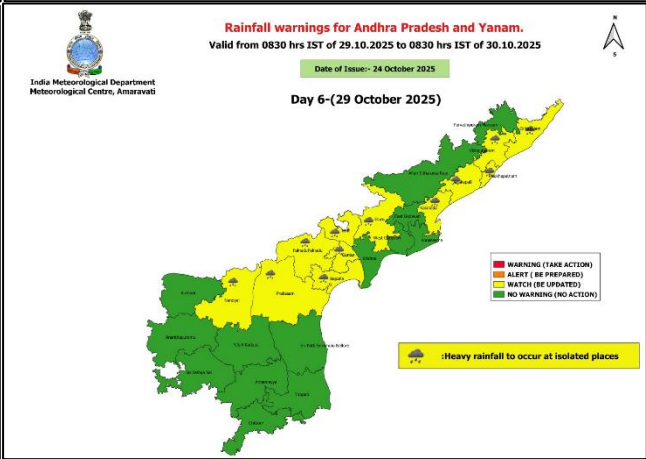 Rainfall warnings for Andhra Pradesh and Yanam.
Valid from 0830 hrs IST of 29.10.2025 to 0830 hrs IST of 30.10.2025
N
S
Date of Issue:- 24 October 2025
India Meteorological Department
Meteorological Centre, Amaravati
Day 6-(29 October 2025)
WARNING (TAKE ACTION)
ALERT ( BE PREPARED)
WATCH (BE UPDATED)
NO WARNING (NO ACTION)
:Heavy rainfall to occur at isolated places
Prakasam
Nandyal
Bapatla
Guntur
Kurnool
Chittoor
Tirupati